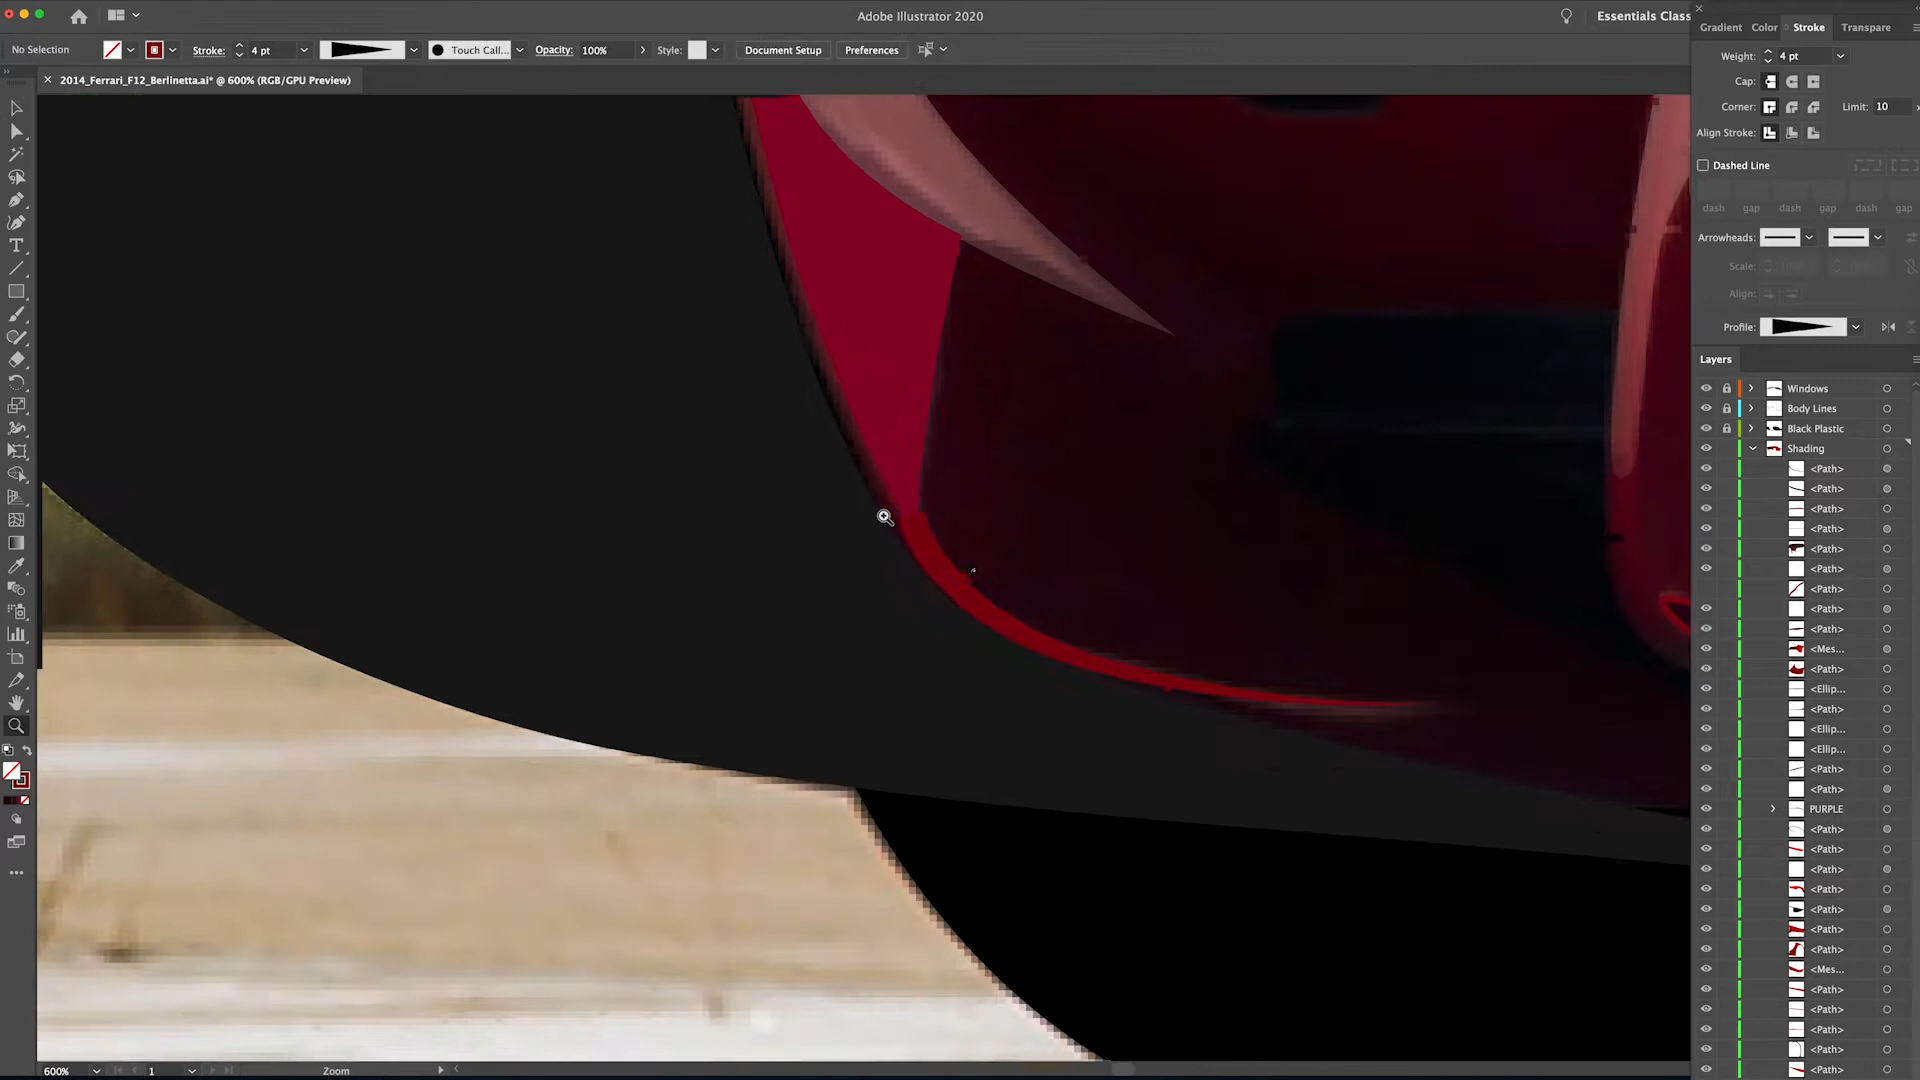 Adobe Illustrator 2020
Essentials Class
No Selection
Stroke:
4 pt
Touch Call...
Opacity:
100%
Style:
Document Setup
Preferences
2014_Ferrari_F12_Berlinetta.ai* @ 600% (RGB/GPU Preview)
Gradient
Color
Stroke
Transpare
Weight:
4 pt
Cap:
Corner:
Limit:
10
Align Stroke:
Dashed Line
dash
gap
dash
gap
dash
gap
Arrowheads:
Scale:
Align:
Profile:
Layers
Windows
Body Lines
Black Plastic
Shading
<Path>
<Path>
<Path>
<Path>
<Path>
<Path>
<Path>
<Path>
<Path>
<Mes...
<Path>
<Ellip...
<Path>
<Ellip...
<Ellip...
<Path>
<Path>
PURPLE
<Path>
<Path>
<Path>
<Path>
<Path>
<Path>
<Path>
<Mes...
<Path>
<Path>
<Path>
<Path>
<Path>
600%
1
Zoom